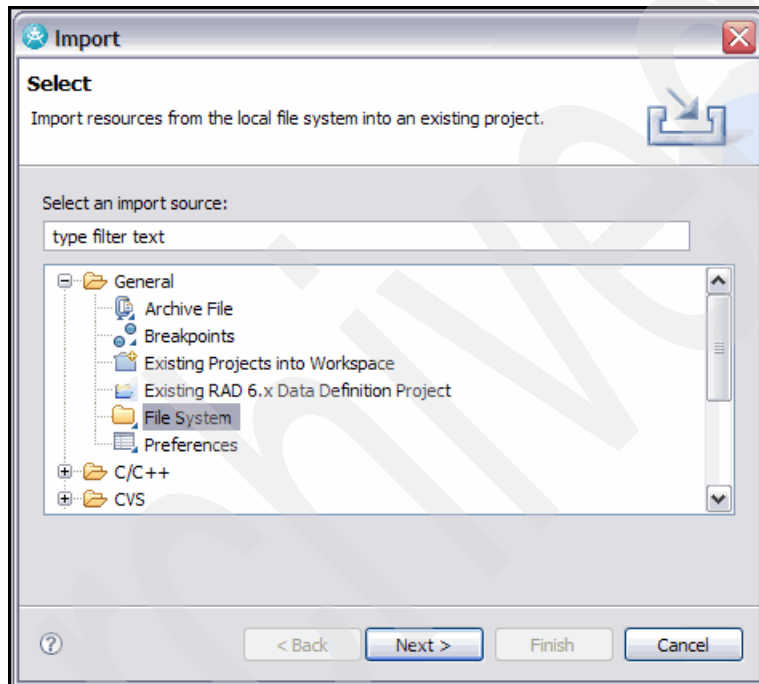 Import
Select
Import resources from the local file system into an existing project.
Select an import source:
type filter text
General
Archive File
Breakpoints
Existing Projects into Workspace
Existing RAD 6.x Data Definition Project
File System
Preferences
C/C++
CVS
< Back Next > Finish Cancel